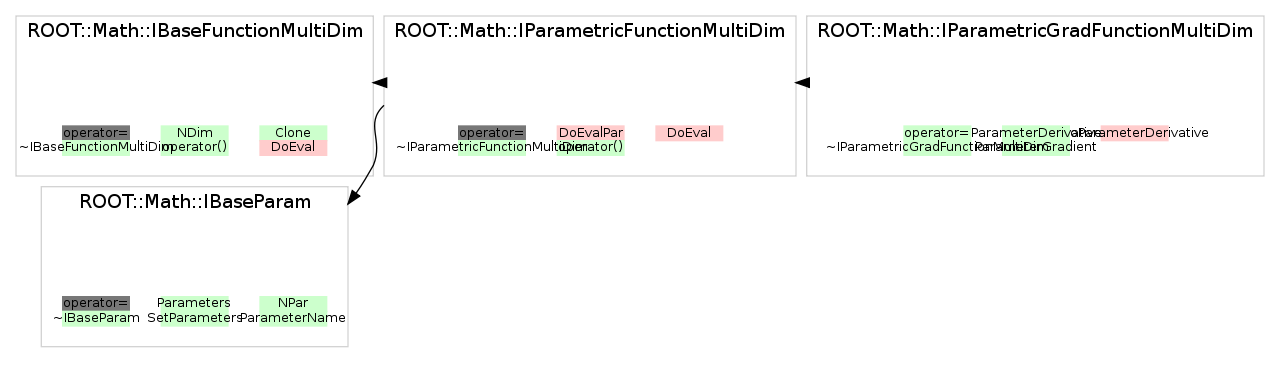 ROOT::Math::IBaseFunctionMultiDim
operator= NDim Clone
~IBaseFunctionMultiDim operator() DoEval
ROOT::Math::IParametricFunctionMultiDim
operator= DoEvalPar DoEval
~IParametricFunctionMultiDim operator()
ROOT::Math::IParametricGradFunctionMultiDim
operator= ParameterDerivative oParameterDerivative
~IParametricGradFunctionMultiDim ParameterGradient
ROOT::Math::IBaseParam
operator= Parameters NPar
~IBaseParam SetParameters ParameterName